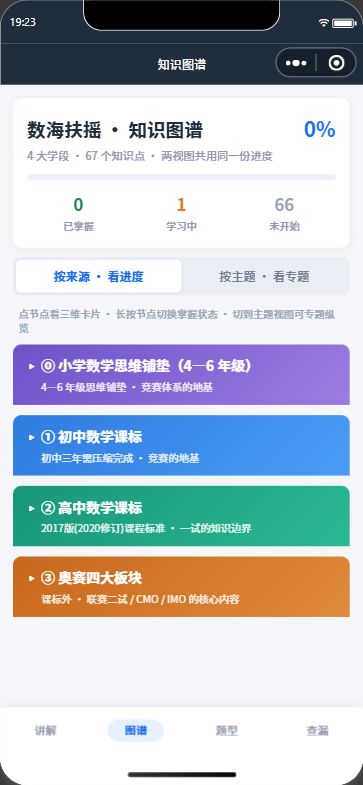 19:23
知识图谱
数海扶摇 · 知识图谱
0%
4 大学段 · 67 个知识点 · 两视图共用同一份进度
0
1
66
已掌握
学习中
未开始
按来源 · 看进度
按主题 · 看专题
点节点看三维卡片 · 长按节点切换掌握状态 · 切到主题视图可专题纵
览
▸ ⓪ 小学数学思维铺垫（4—6 年级）
4—6 年级思维铺垫 · 竞赛体系的地基
▸ ① 初中数学课标
初中三年需压缩完成 · 竞赛的地基
▸ ② 高中数学课标
2017版(2020修订)课程标准 · 一试的知识边界
▸ ③ 奥赛四大板块
课标外 · 联赛二试 / CMO / IMO 的核心内容
讲解
图谱
题型
查漏